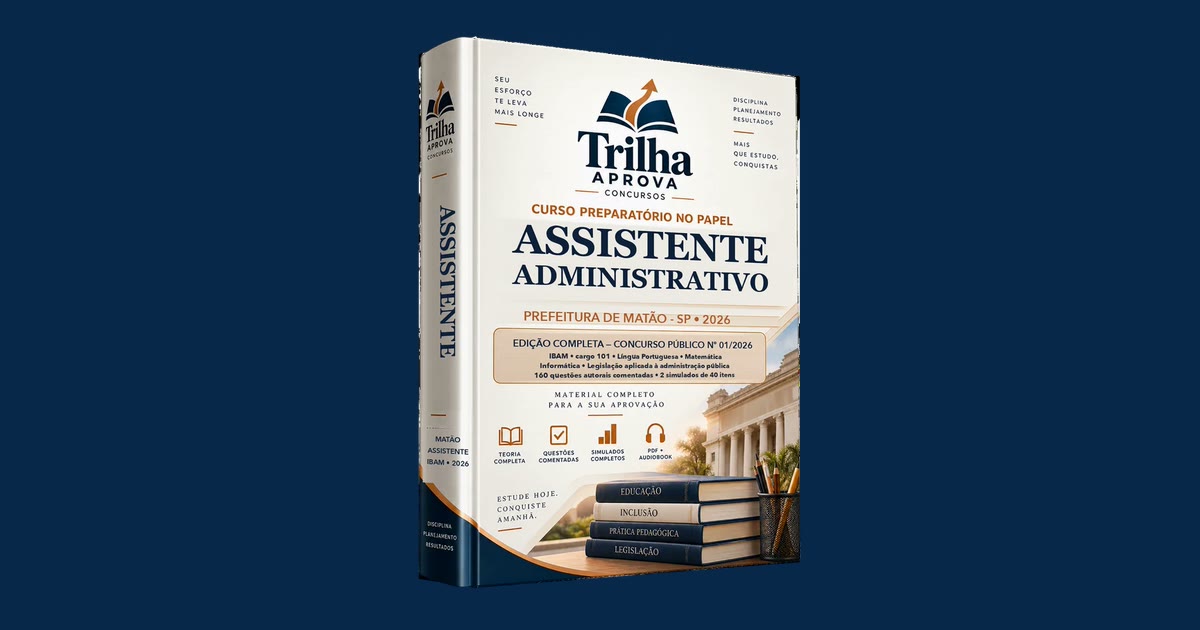 Trilha
APROVA
CONCURSOS
ASSISTENTE
MATÃO
ASSISTENTE
IBAM • 2026
DISCIPLINA
PLANEJAMENTO
RESULTADOS
SEU
ESFORÇO
TE LEVA
MAIS LONGE
Trilha
APROVA
CONCURSOS
DISCIPLINA
PLANEJAMENTO
RESULTADOS
MAIS
QUE ESTUDO,
CONQUISTAS
CURSO PREPARATÓRIO NO PAPEL
ASSISTENTE
ADMINISTRATIVO
PREFEITURA DE MATÃO - SP • 2026
EDIÇÃO COMPLETA – CONCURSO PÚBLICO Nº 01/2026
IBAM • cargo 101 • Língua Portuguesa • Matemática
Informática • Legislação aplicada à administração pública
160 questões autorais comentadas • 2 simulados de 40 itens
MATERIAL COMPLETO
PARA A SUA APROVAÇÃO
TEORIA
COMPLETA
QUESTÕES
COMENTADAS
SIMULADOS
COMPLETOS
PDF •
AUDIOBOOK
ESTUDE HOJE.
CONQUISTE
AMANHÃ.
EDUCAÇÃO
INCLUSÃO
PRÁTICA PEDAGÓGICA
LEGISLAÇÃO